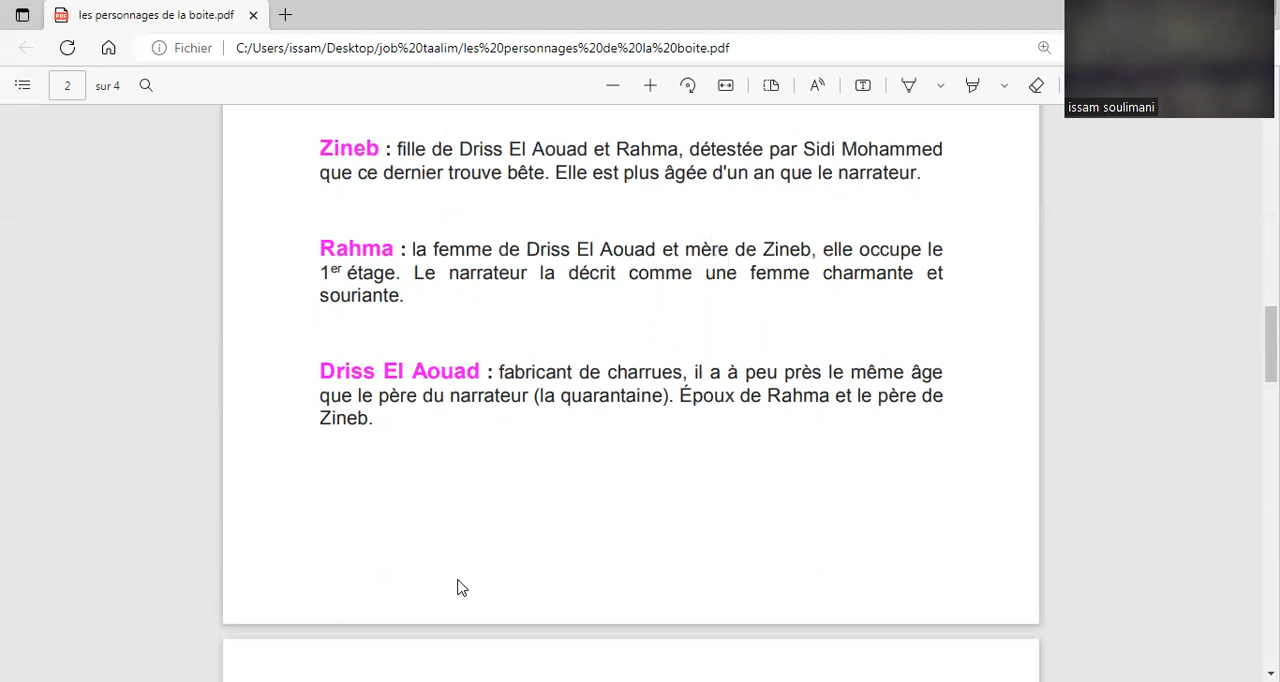 les personnages de la boite.pdf
Fichier
C:/Users/issam/Desktop/job%20taalim/les%20personnages%20de%20la%20boite.pdf
2 sur 4
issam soulimani
Zineb : fille de Driss El Aouad et Rahma, détestée par Sidi Mohammed
que ce dernier trouve bête. Elle est plus âgée d'un an que le narrateur.
Rahma : la femme de Driss El Aouad et mère de Zineb, elle occupe le
1er étage. Le narrateur la décrit comme une femme charmante et
souriante.
Driss El Aouad : fabricant de charrues, il a à peu près le même âge
que le père du narrateur (la quarantaine). Époux de Rahma et le père de
Zineb.